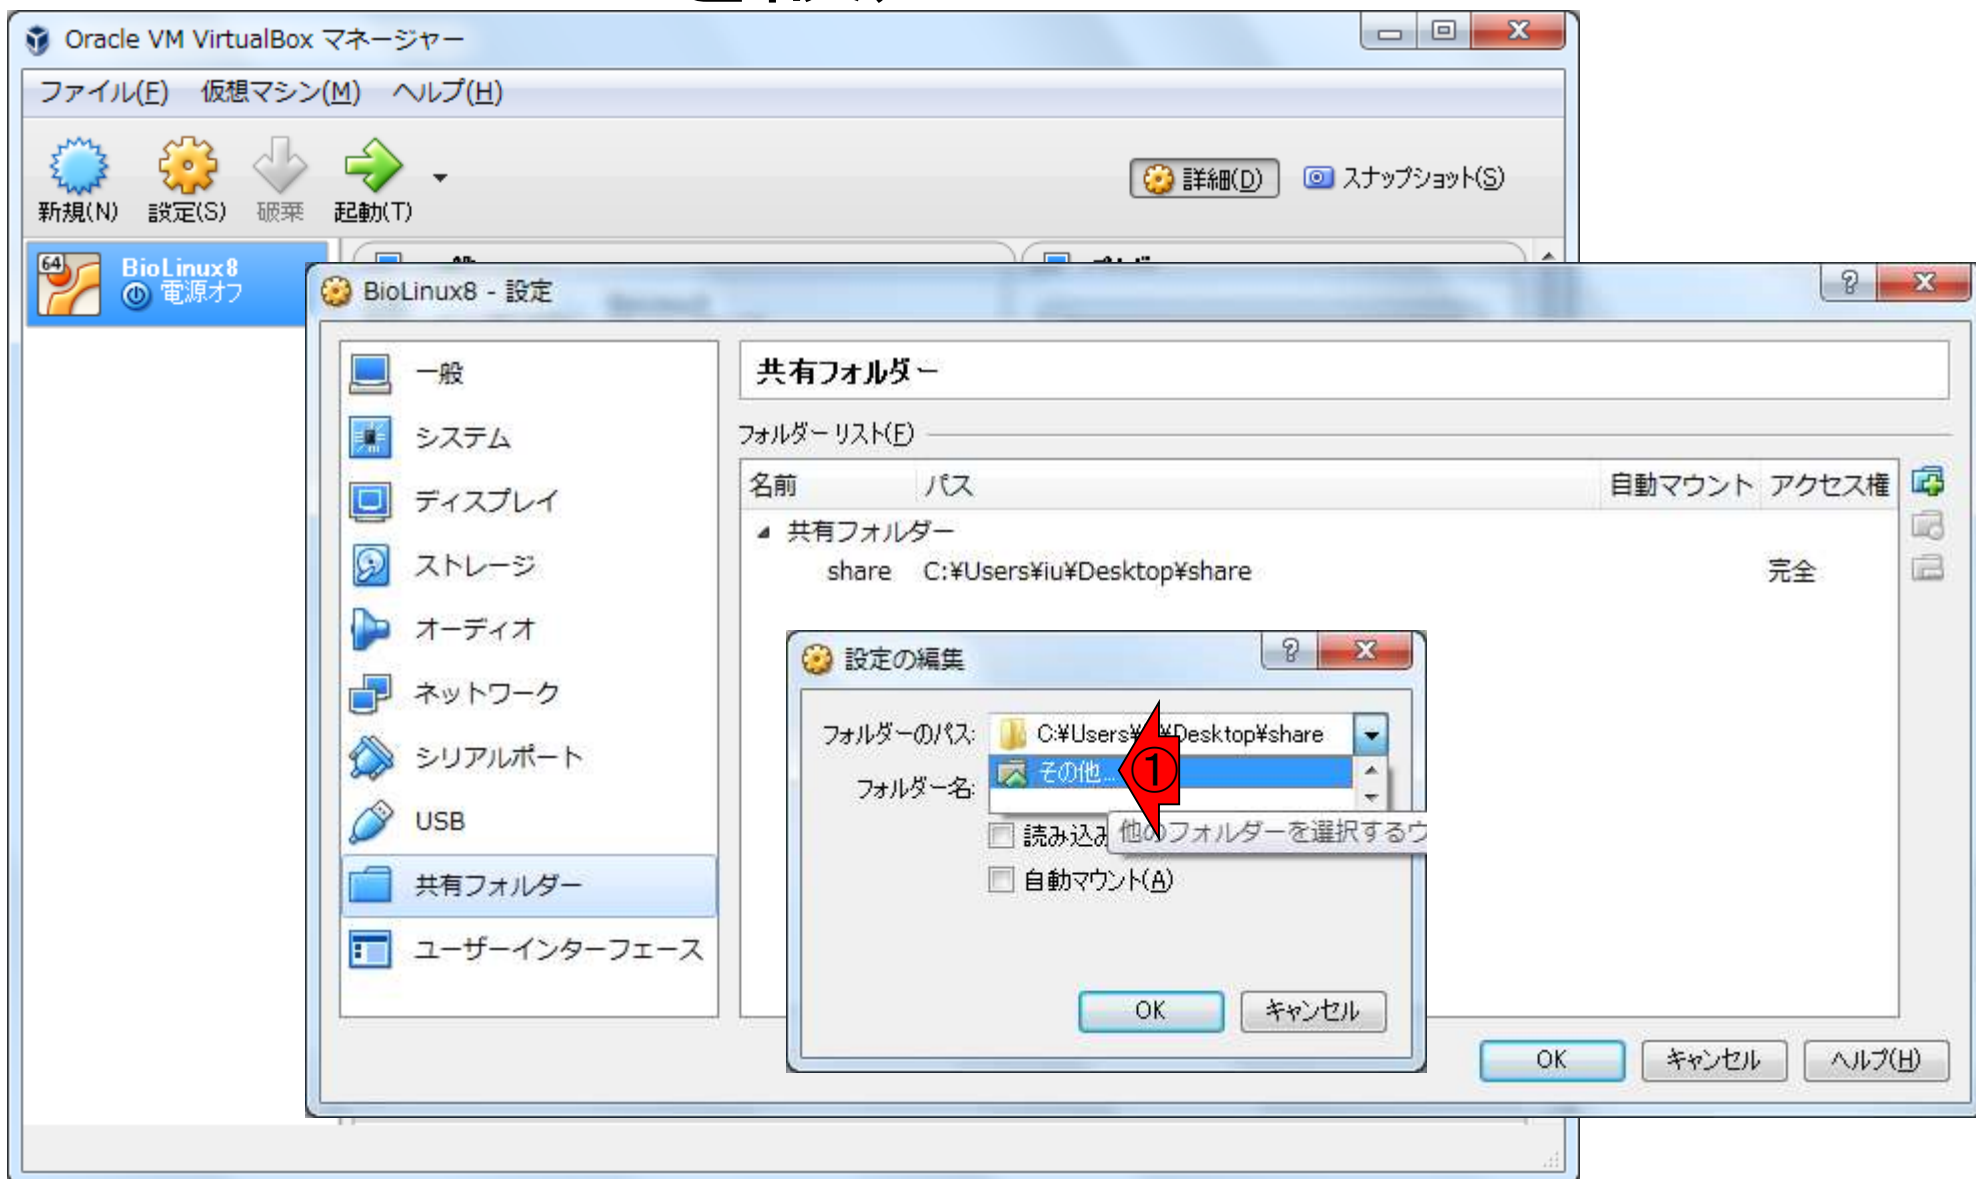 Oracle VM VirtualBox マネージャー
ファイル(F) 仮想マシン(M) ヘルプ(H)
新規(N) 設定(S) 破棄 起動(T)
詳細(D) スナップショット(S)
64
BioLinux8
電源オフ
BioLinux8 - 設定
一般
システム
ディスプレイ
ストレージ
オーディオ
ネットワーク
シリアルポート
USB
共有フォルダー
ユーザーインターフェース
共有フォルダー
フォルダーリスト(F)
名前 パス 自動マウント アクセス権
共有フォルダー
share C:¥Users¥iu¥Desktop¥share 完全
設定の編集
フォルダーのパス: C:¥Users¥ ¥Desktop¥share
その他...
①
フォルダー名:
読み込み
他のフォルダーを選択するウ
自動マウント(A)
OK キャンセル
OK キャンセル ヘルプ(H)